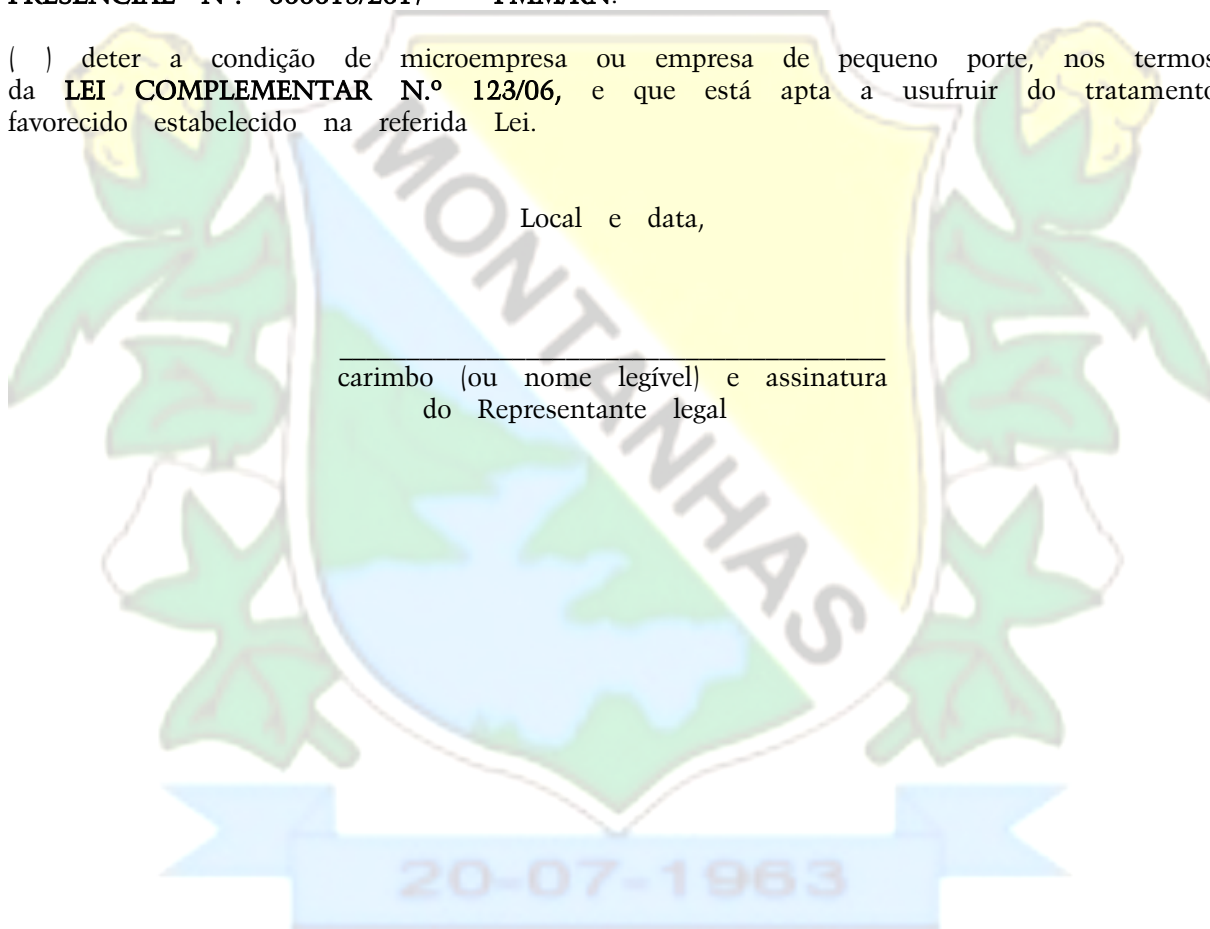 ( ) deter a condição de microempresa ou empresa de pequeno porte, nos termos
da LEI COMPLEMENTAR N.º 123/06, e que está apta a usufruir do tratamento
favorecido estabelecido na referida Lei.
Local e data,
carimbo (ou nome legível) e assinatura
do Representante legal
MONTANHAS
20-07-1963